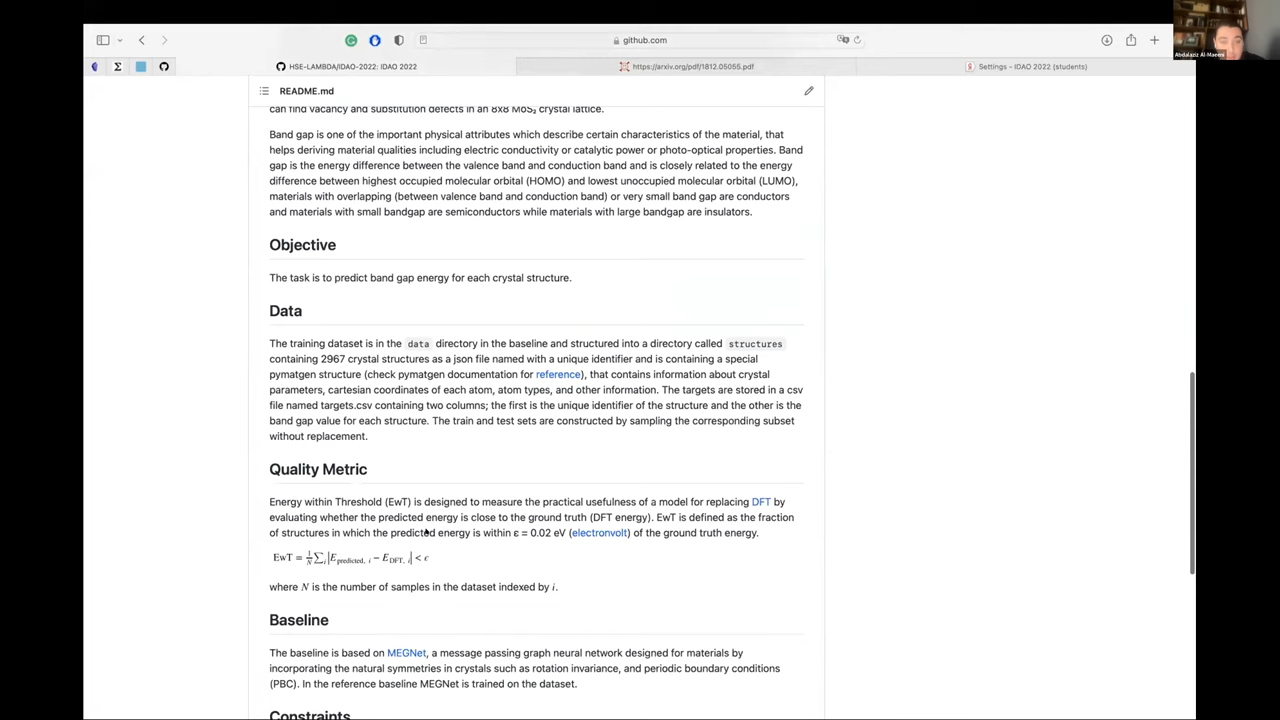 github.com
HSE-LAMBDA/IDAO-2022: IDAO 2022
https://arxiv.org/pdf/1812.05055.pdf
Settings - IDAO 2022 (students)
Abdalaziz Al-Maeeni
README.md
can find vacancy and substitution defects in an 8x8 MoS₂ crystal lattice.
Band gap is one of the important physical attributes which describe certain characteristics of the material, that
helps deriving material qualities including electric conductivity or catalytic power or photo-optical properties. Band
gap is the energy difference between the valence band and conduction band and is closely related to the energy
difference between highest occupied molecular orbital (HOMO) and lowest unoccupied molecular orbital (LUMO),
materials with overlapping (between valence band and conduction band) or very small band gap are conductors
and materials with small bandgap are semiconductors while materials with large bandgap are insulators.
Objective
The task is to predict band gap energy for each crystal structure.
Data
The training dataset is in the data directory in the baseline and structured into a directory called structures
containing 2967 crystal structures as a json file named with a unique identifier and is containing a special
pymatgen structure (check pymatgen documentation for reference), that contains information about crystal
parameters, cartesian coordinates of each atom, atom types, and other information. The targets are stored in a csv
file named targets.csv containing two columns; the first is the unique identifier of the structure and the other is the
band gap value for each structure. The train and test sets are constructed by sampling the corresponding subset
without replacement.
Quality Metric
Energy within Threshold (EwT) is designed to measure the practical usefulness of a model for replacing DFT by
evaluating whether the predicted energy is close to the ground truth (DFT energy). EwT is defined as the fraction
of structures in which the predicted energy is within ε = 0.02 eV (electronvolt) of the ground truth energy.
EwT = 1/N ∑ᵢ |E predicted, i − E DFT, i| < ϵ
where N is the number of samples in the dataset indexed by i.
Baseline
The baseline is based on MEGNet, a message passing graph neural network designed for materials by
incorporating the natural symmetries in crystals such as rotation invariance, and periodic boundary conditions
(PBC). In the reference baseline MEGNet is trained on the dataset.
Constraints